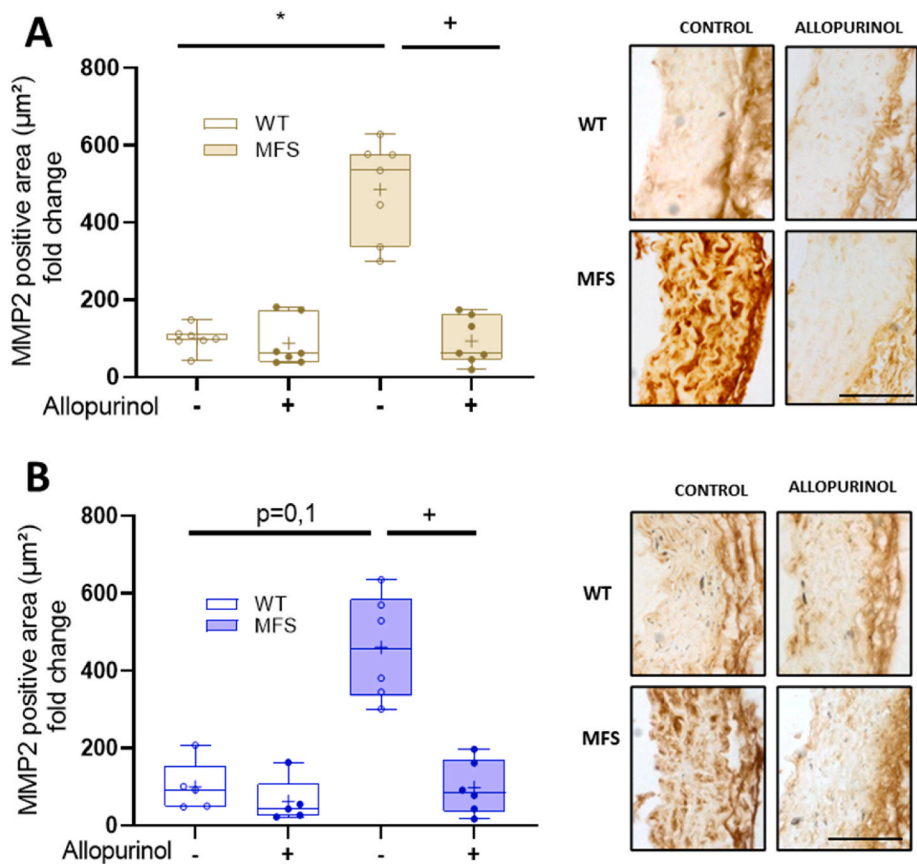 A
*
+
CONTROL
ALLOPURINOL
800
600
400
200
0
MMP2 positive area (µm²)
fold change
WT
MFS
WT
MFS
Allopurinol
-
+
-
+
B
p=0,1
+
CONTROL
ALLOPURINOL
800
600
400
200
0
MMP2 positive area (µm²)
fold change
WT
MFS
WT
MFS
Allopurinol
-
+
-
+